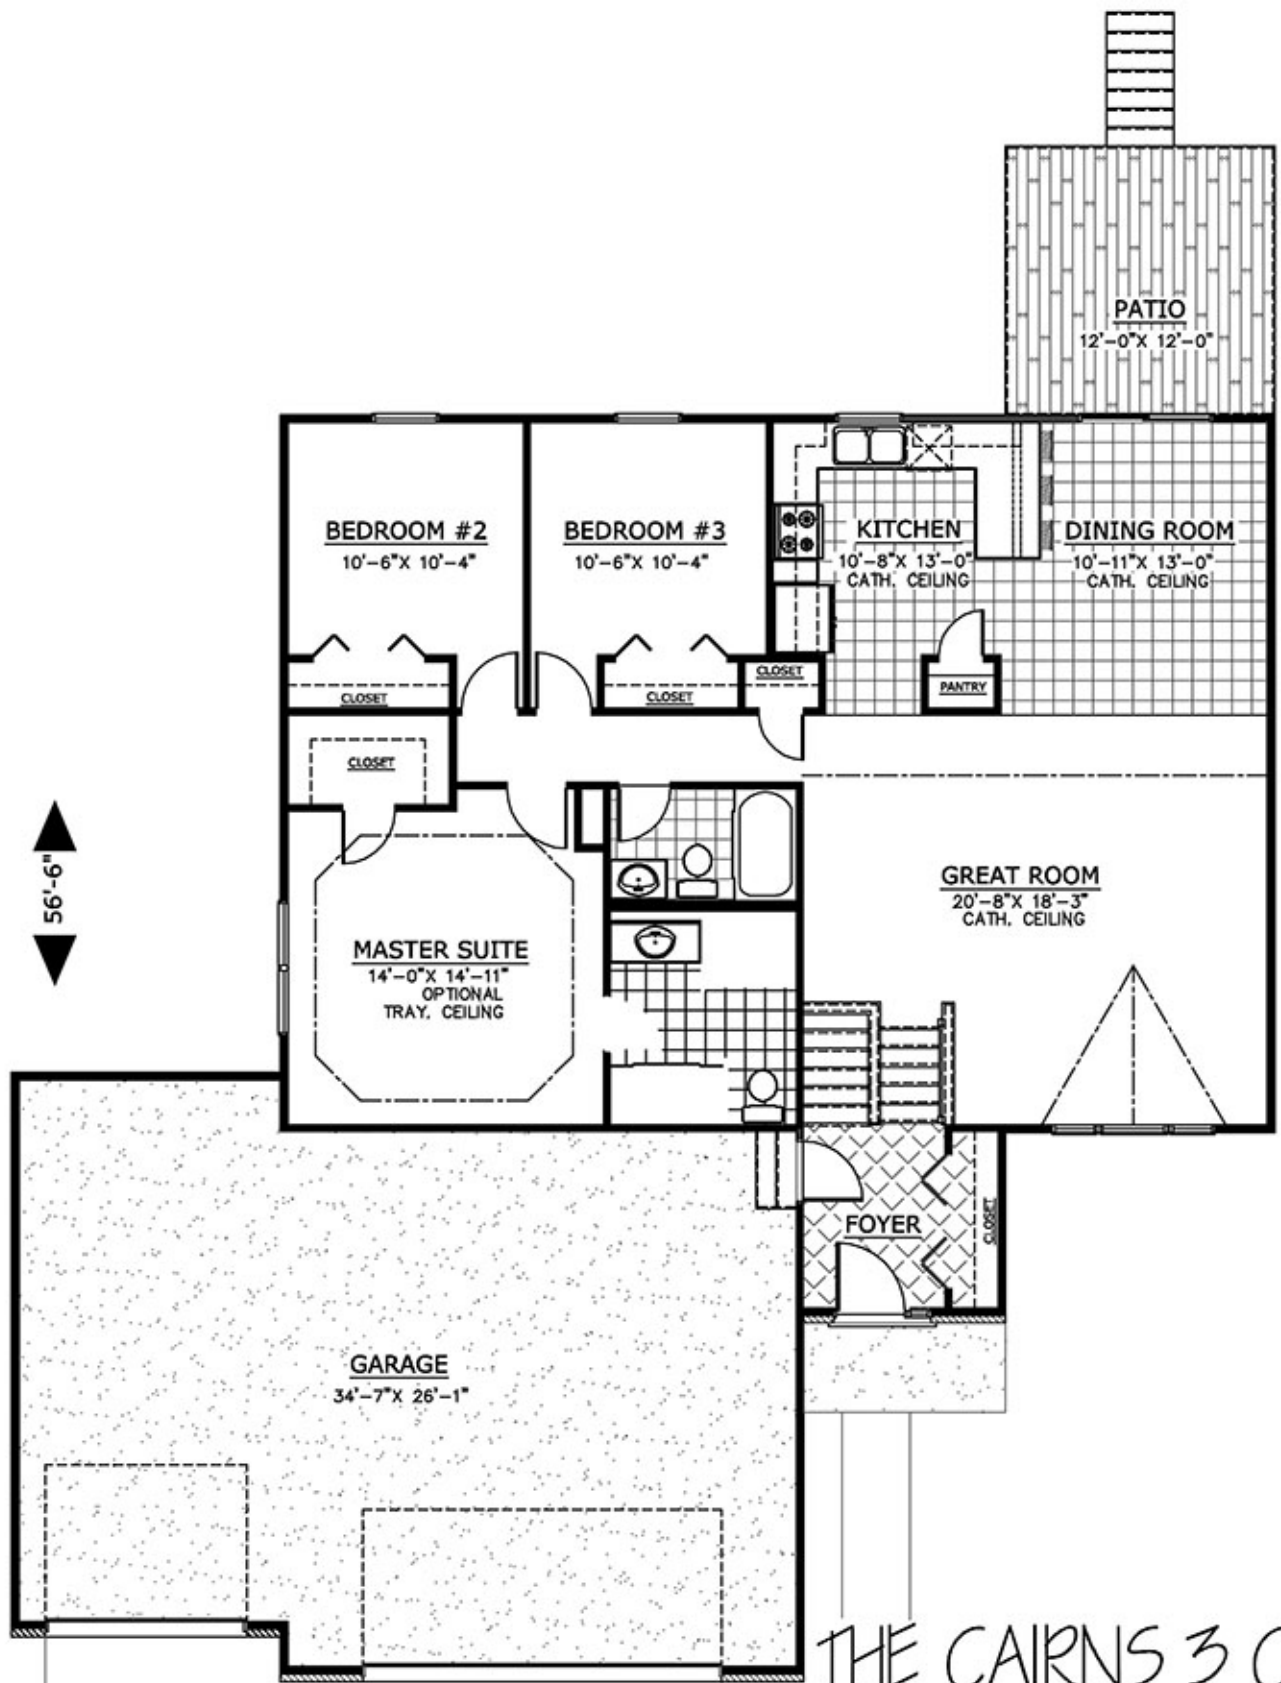 PATIO
12'-0"X 12'-0"
BEDROOM #2
10'-6"X 10'-4"
BEDROOM #3
10'-6"X 10'-4"
KITCHEN
10'-8"X 13'-0"
CATH. CEILING
DINING ROOM
10'-11"X 13'-0"
CATH. CEILING
CLOSET
CLOSET
CLOSET
PANTRY
CLOSET
56'-6"
GREAT ROOM
20'-8"X 18'-3"
CATH. CEILING
MASTER SUITE
14'-0"X 14'-11"
OPTIONAL
TRAY. CEILING
FOYER
CLOSET
GARAGE
34'-7"X 26'-1"
THE CAIRNS 3 C